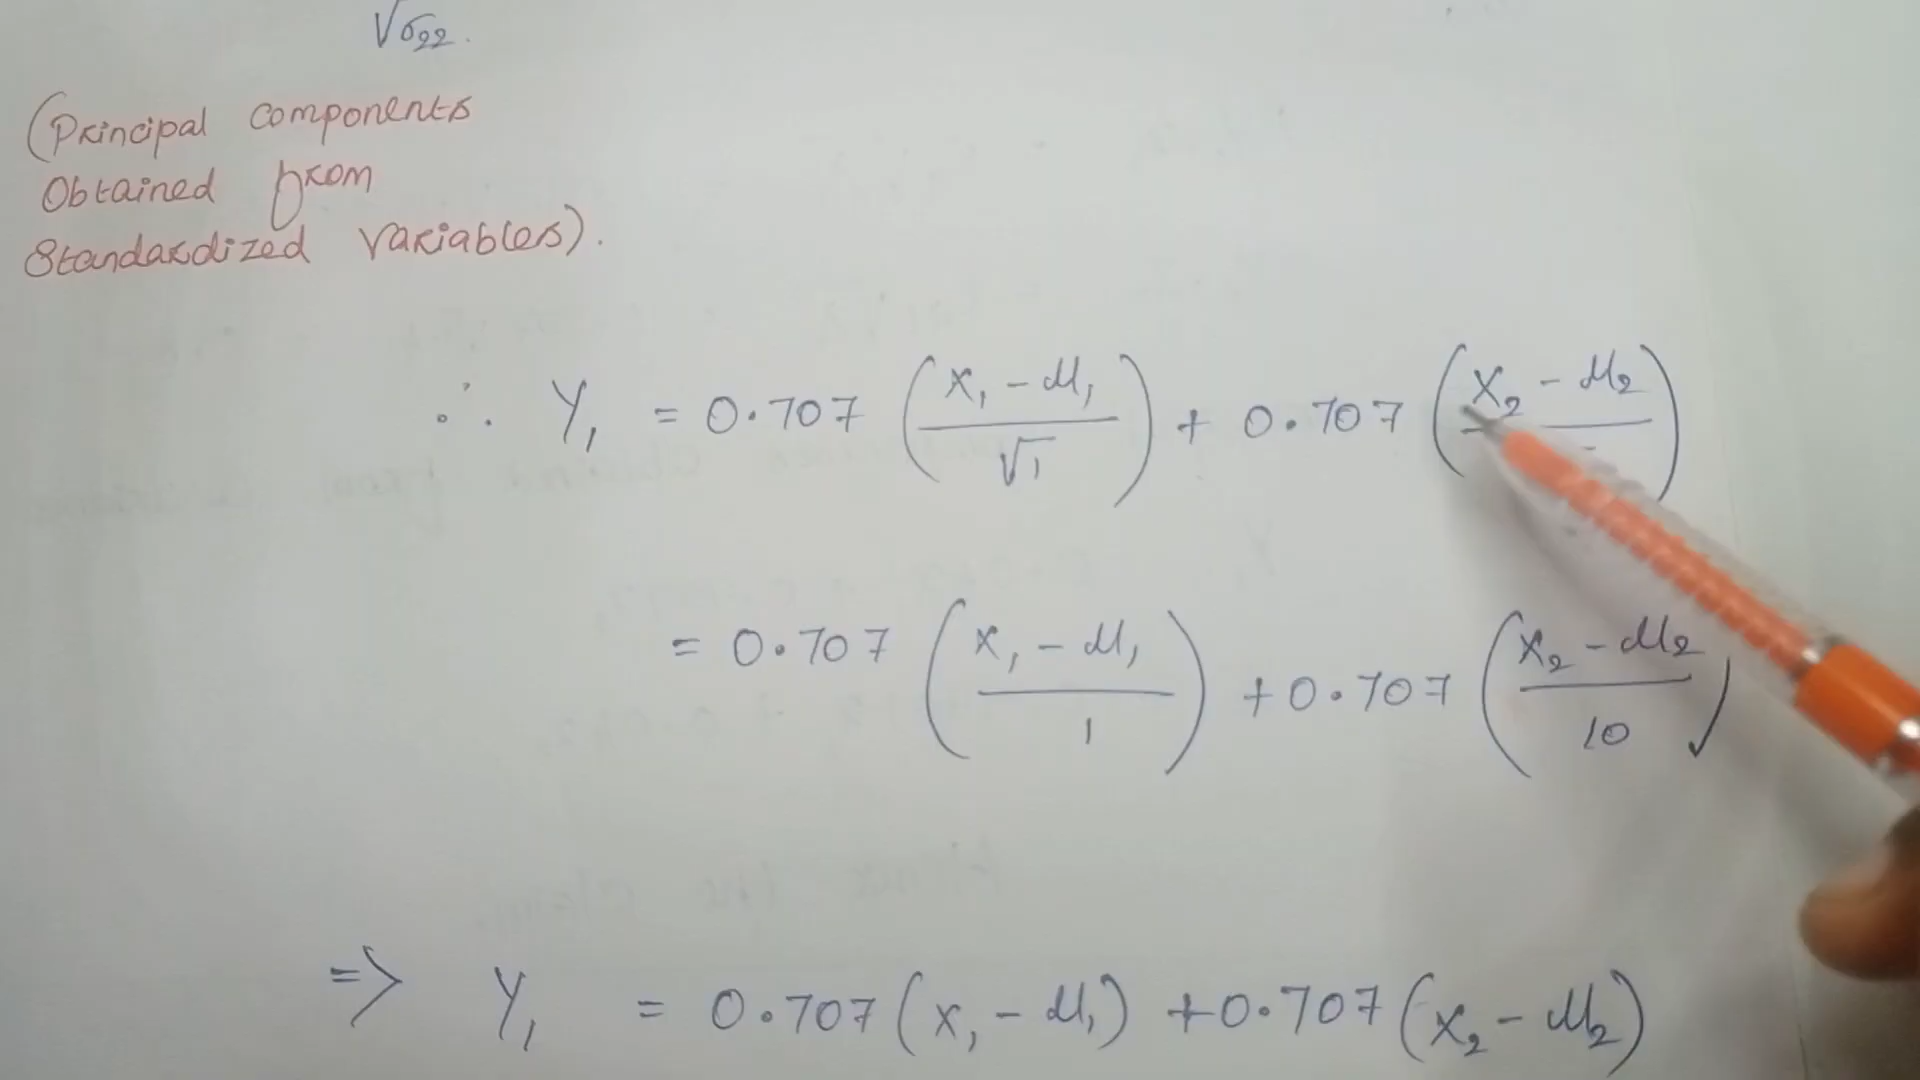 √σ22.
(Principal components
Obtained from
Standardized variables).
∴ Y₁ = 0.707 (X₁ - μ₁ / √1) + 0.707 (X₂ - μ₂
= 0.707 (X₁ - μ₁ / 1) + 0.707 (X₂ - μ₂ / 10)
=> Y₁ = 0.707 (X₁ - μ₁) + 0.707 (X₂ - μ₂)